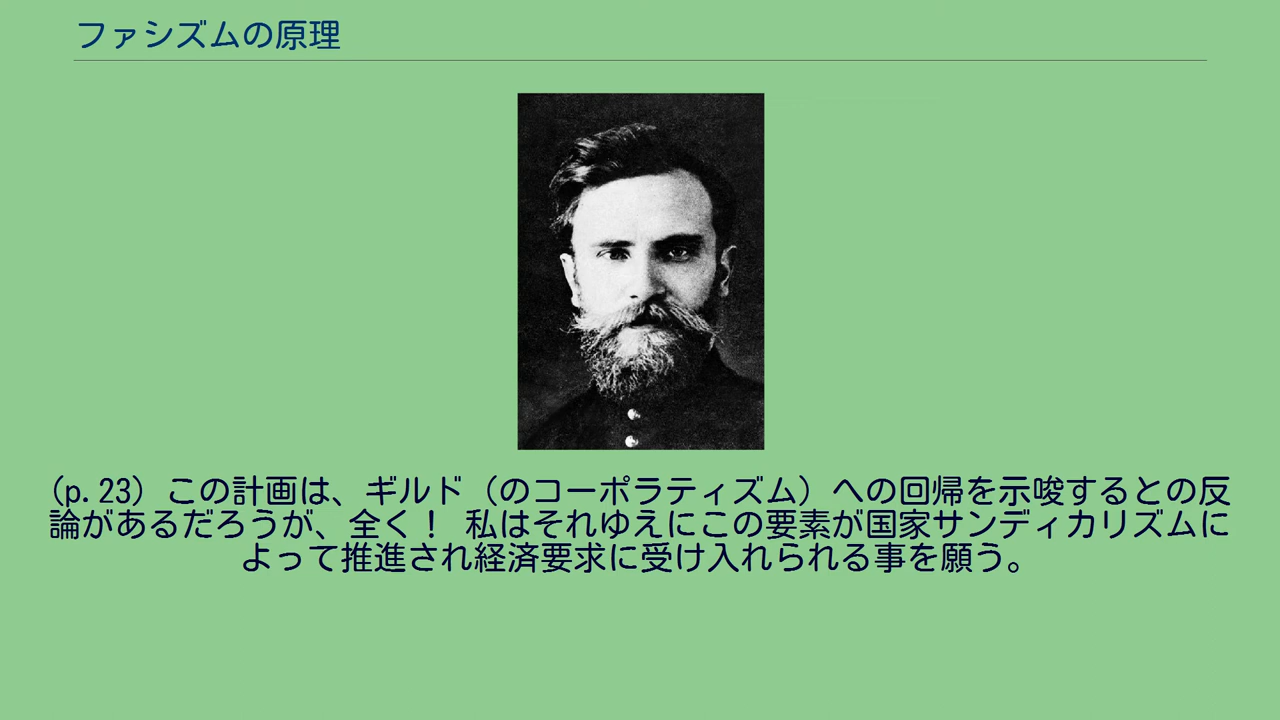 ファシズムの原理
（p.23）この計画は、ギルド（のコーポラティズム）への回帰を示唆するとの反
論があるだろうが、全く！ 私はそれゆえにこの要素が国家サンディカリズムに
よって推進され経済要求に受け入れられる事を願う。